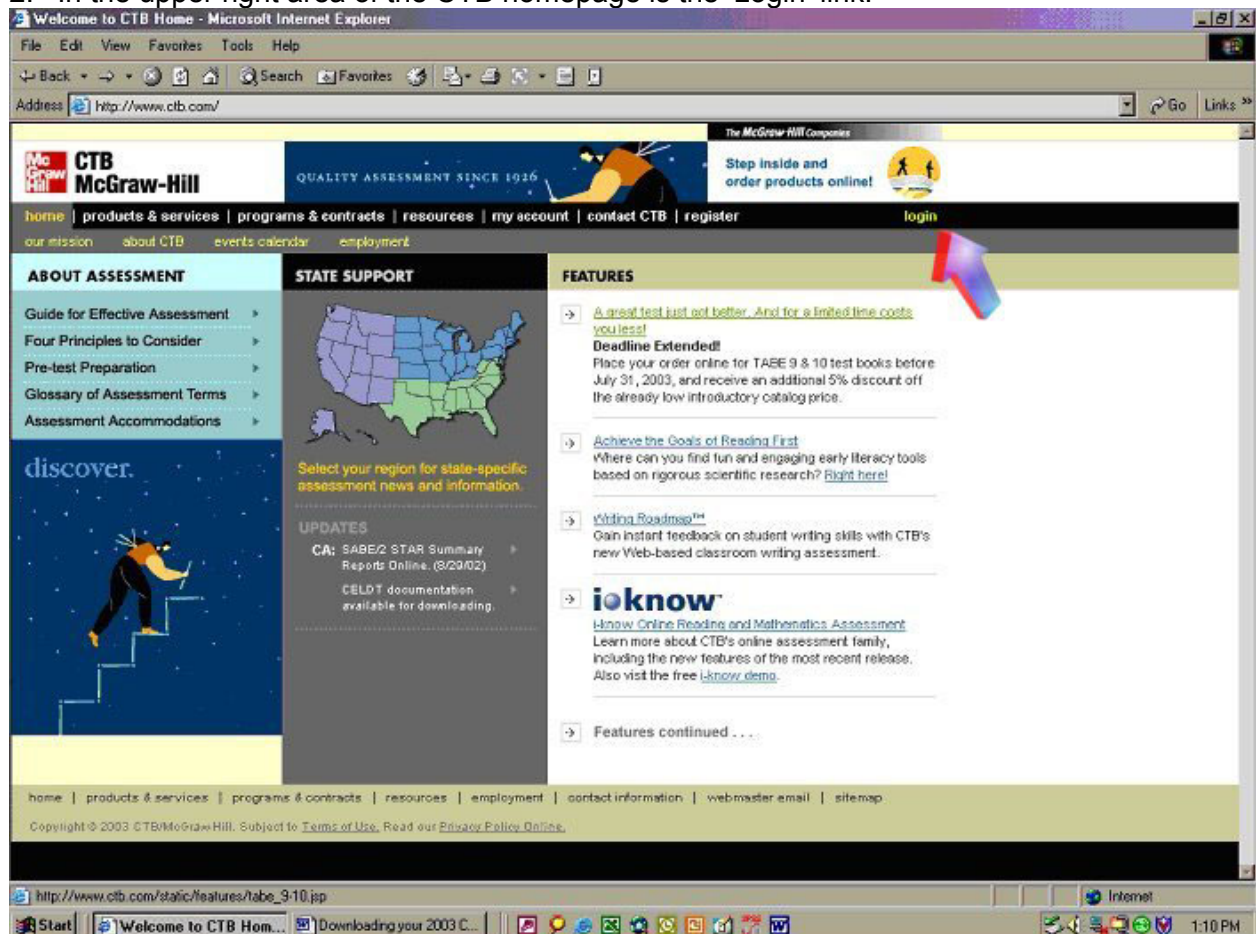 2. In the upper right area of the CTB homepage is the 'Login' link.
Welcome to CTB Home - Microsoft Internet Explorer
File Edit View Favorites Tools Help
Back Search Favorites
Address http://www.ctb.com/ Go Links »
The McGraw-Hill Companies
Mc Graw Hill
CTB
McGraw-Hill
QUALITY ASSESSMENT SINCE 1926
Step inside and
order products online!
home | products & services | programs & contracts | resources | my account | contact CTB | register login
our mission about CTB events calendar employment
ABOUT ASSESSMENT
Guide for Effective Assessment
Four Principles to Consider
Pre-test Preparation
Glossary of Assessment Terms
Assessment Accommodations
discover.
STATE SUPPORT
Select your region for state-specific
assessment news and information.
UPDATES
CA: SABE/2 STAR Summary
Reports Online. (8/29/02)
CELDT documentation
available for downloading.
FEATURES
A great test just got better. And for a limited time costs
you less!
Deadline Extended!
Place your order online for TABE 9 & 10 test books before
July 31, 2003, and receive an additional 5% discount off
the already low introductory catalog price.
Achieve the Goals of Reading First
Where can you find fun and engaging early literacy tools
based on rigorous scientific research? Right here!
Writing Roadmap™
Gain instant feedback on student writing skills with CTB's
new Web-based classroom writing assessment.
i-know
i-know Online Reading and Mathematics Assessment
Learn more about CTB's online assessment family,
including the new features of the most recent release.
Also vist the free i-know demo.
Features continued . . .
home | products & services | programs & contracts | resources | employment | contact information | webmaster email | sitemap
Copyright © 2003 CTB/McGraw-Hill. Subject to Terms of Use. Read our Privacy Policy Online.
http://www.ctb.com/static/features/tabe_9-10.jsp Internet
Start Welcome to CTB Hom... Downloading your 2003 C... 1:10 PM